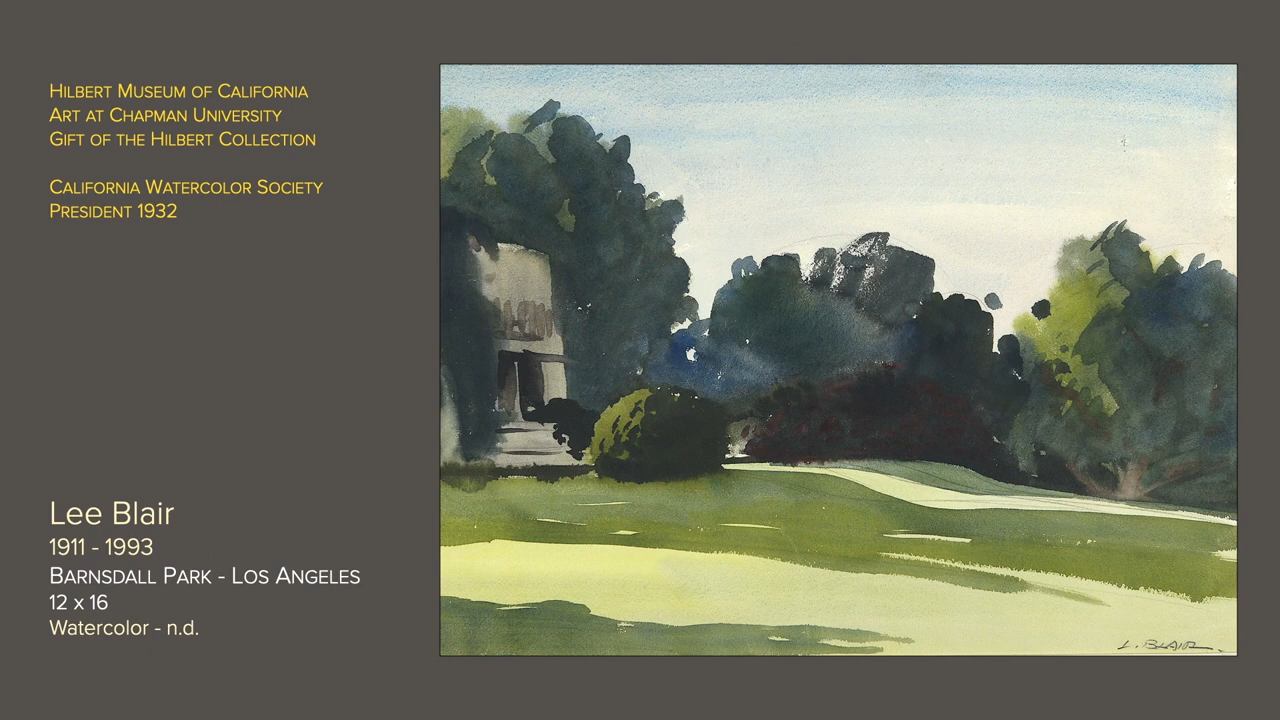 Hilbert Museum of California
Art at Chapman University
Gift of the Hilbert Collection
California Watercolor Society
President 1932
Lee Blair
1911 - 1993
Barnsdall Park - Los Angeles
12 x 16
Watercolor - n.d.
L. BLAIR